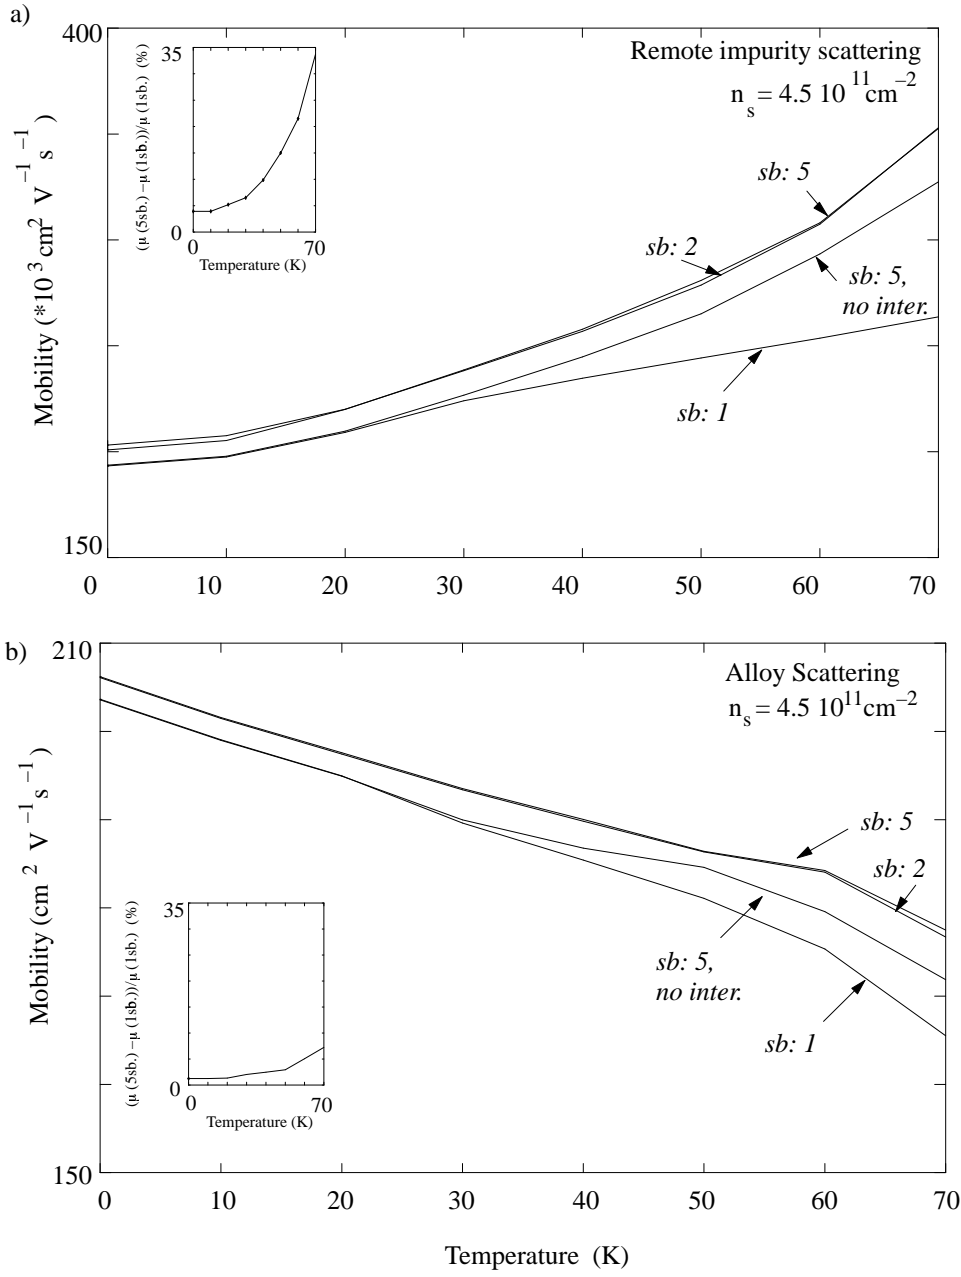 a)
400
Remote impurity scattering
n_s = 4.5 10^11 cm^−2
35
(μ (5sb.) −μ (1sb.))/μ (1sb.) (%)
0
0 70
Temperature (K)
sb: 5
sb: 2
sb: 5,
no inter.
sb: 1
Mobility (*10^3 cm^2 V^−1 s^−1)
150
0 10 20 30 40 50 60 70
b)
210
Alloy Scattering
n_s = 4.5 10^11 cm^−2
sb: 5
sb: 2
sb: 5,
no inter.
sb: 1
35
(μ (5sb.) −μ (1sb.))/μ (1sb.) (%)
0
0 70
Temperature (K)
Mobility (cm^2 V^−1 s^−1)
150
0 10 20 30 40 50 60 70
Temperature (K)